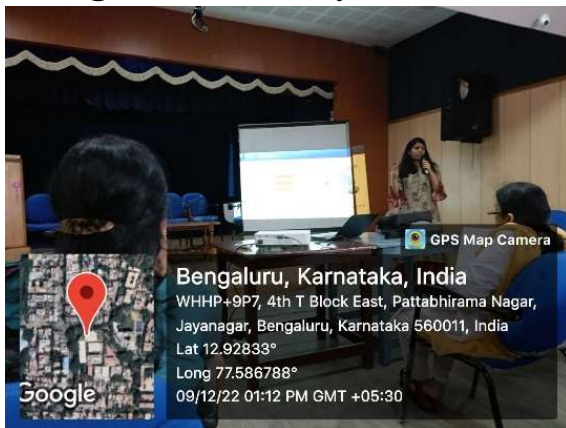 GPS Map Camera
Bengaluru, Karnataka, India
WHHP+9P7, 4th T Block East, Pattabhirama Nagar,
Jayanagar, Bengaluru, Karnataka 560011, India
Lat 12.92833°
Long 77.586788°
09/12/22 01:12 PM GMT +05:30
Google